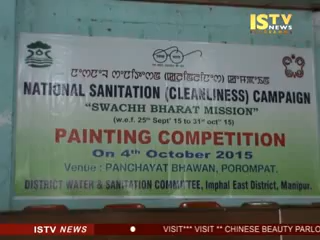 ISTV
NEWS
NATIONAL SANITATION (CLEANLINESS) CAMPAIGN
"SWACHH BHARAT MISSION"
(w.e.f. 25th Sept' 15 to 31st oct' 15)
PAINTING COMPETITION
On 4th October 2015
Venue : PANCHAYAT BHAWAN, POROMPAT.
DISTRICT WATER & SANITATION COMMITTEE, Imphal East District, Manipur.
ISTV NEWS VISIT*** VISIT ** CHINESE BEAUTY PARLO